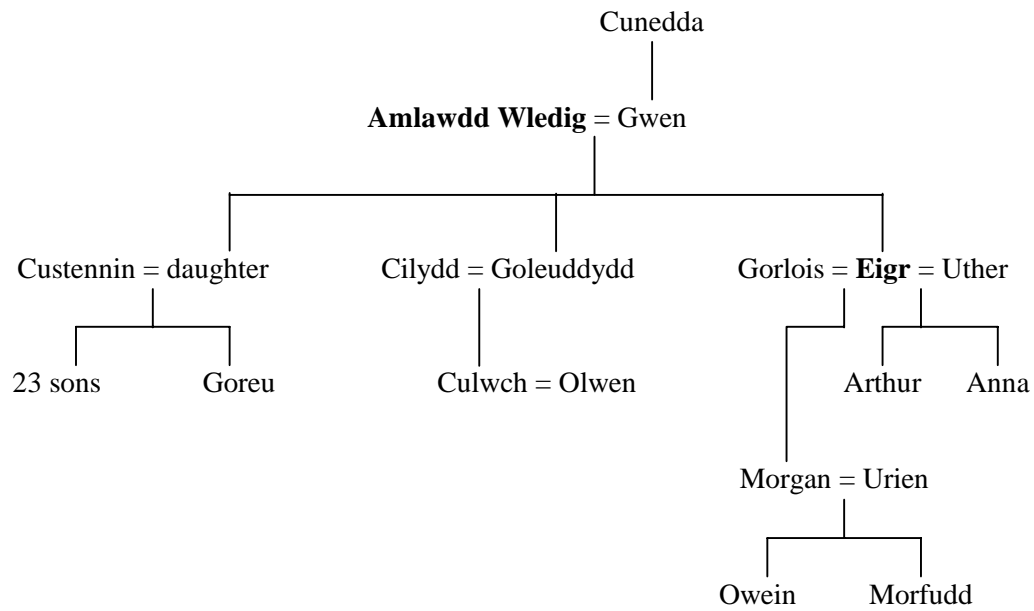 Cunedda
Amlawdd Wledig = Gwen
Custennin = daughter Cilydd = Goleuddydd Gorlois = Eigr = Uther
23 sons Goreu Culwch = Olwen Arthur Anna
Morgan = Urien
Owein Morfudd